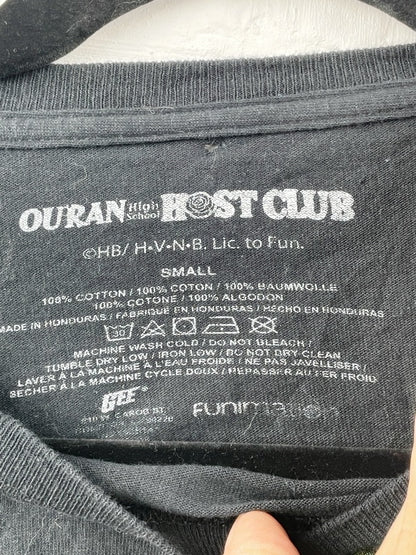 OURAN High School HOST CLUB
©HB/ H•V•N•B. Lic. to Fun.
SMALL
100% COTTON / 100% COTON / 100% BAUMWOLLE
100% COTONE / 100% ALGODON
MADE IN HONDURAS / FABRIQUÉ EN HONDURAS / HECHO EN HONDURAS
30
MACHINE WASH COLD / DO NOT BLEACH /
TUMBLE DRY LOW / IRON LOW / DO NOT DRY CLEAN
LAVER À LA MACHINE À L'EAU FROIDE / NE PAS JAVELLISER /
SÉCHER À LA MACHINE CYCLE DOUX / REPASSER AU FER FROID
GEE
FUNIMATION